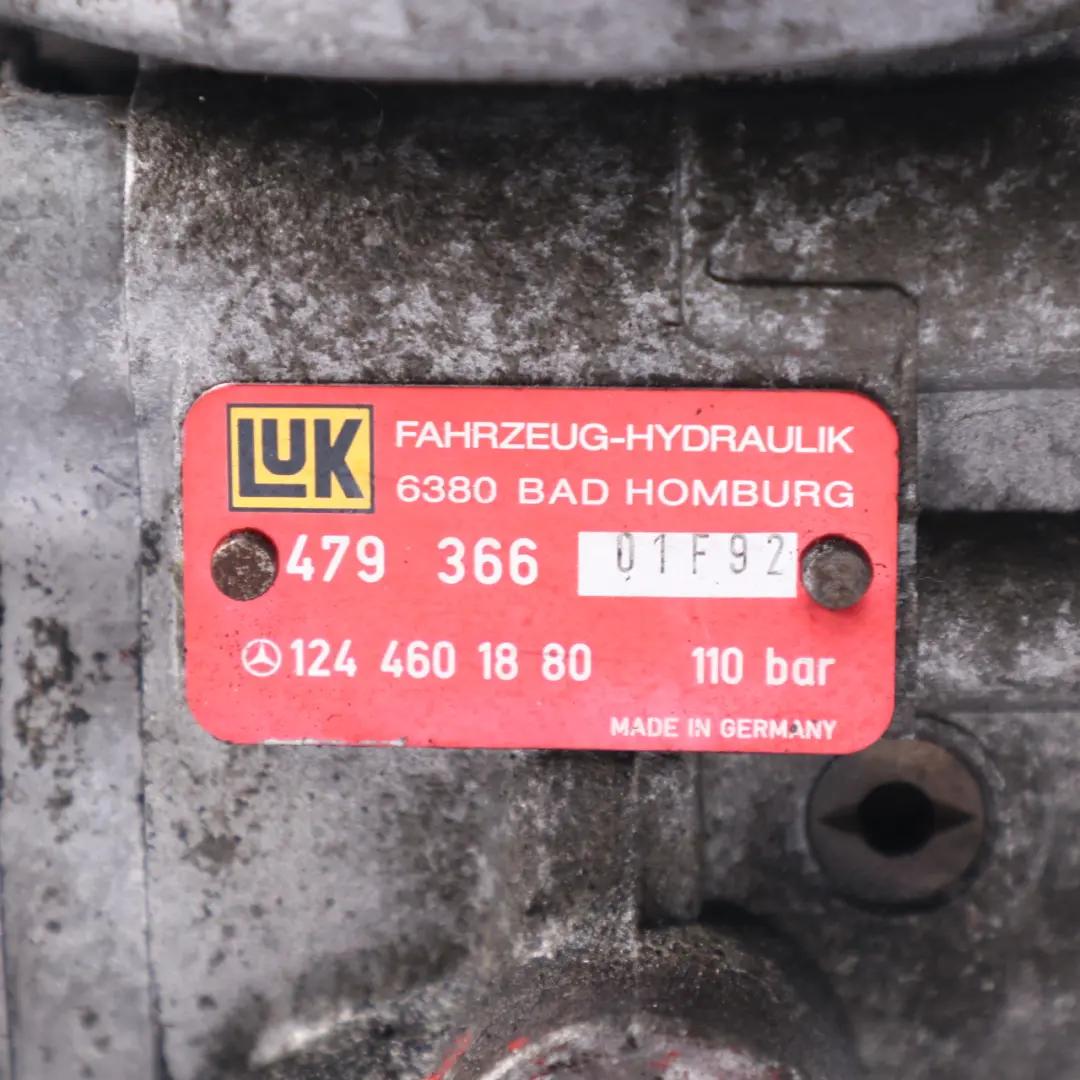 LUK FAHRZEUG-HYDRAULIK
6380 BAD HOMBURG
479 366 01F92
124 460 18 80 110 bar
MADE IN GERMANY